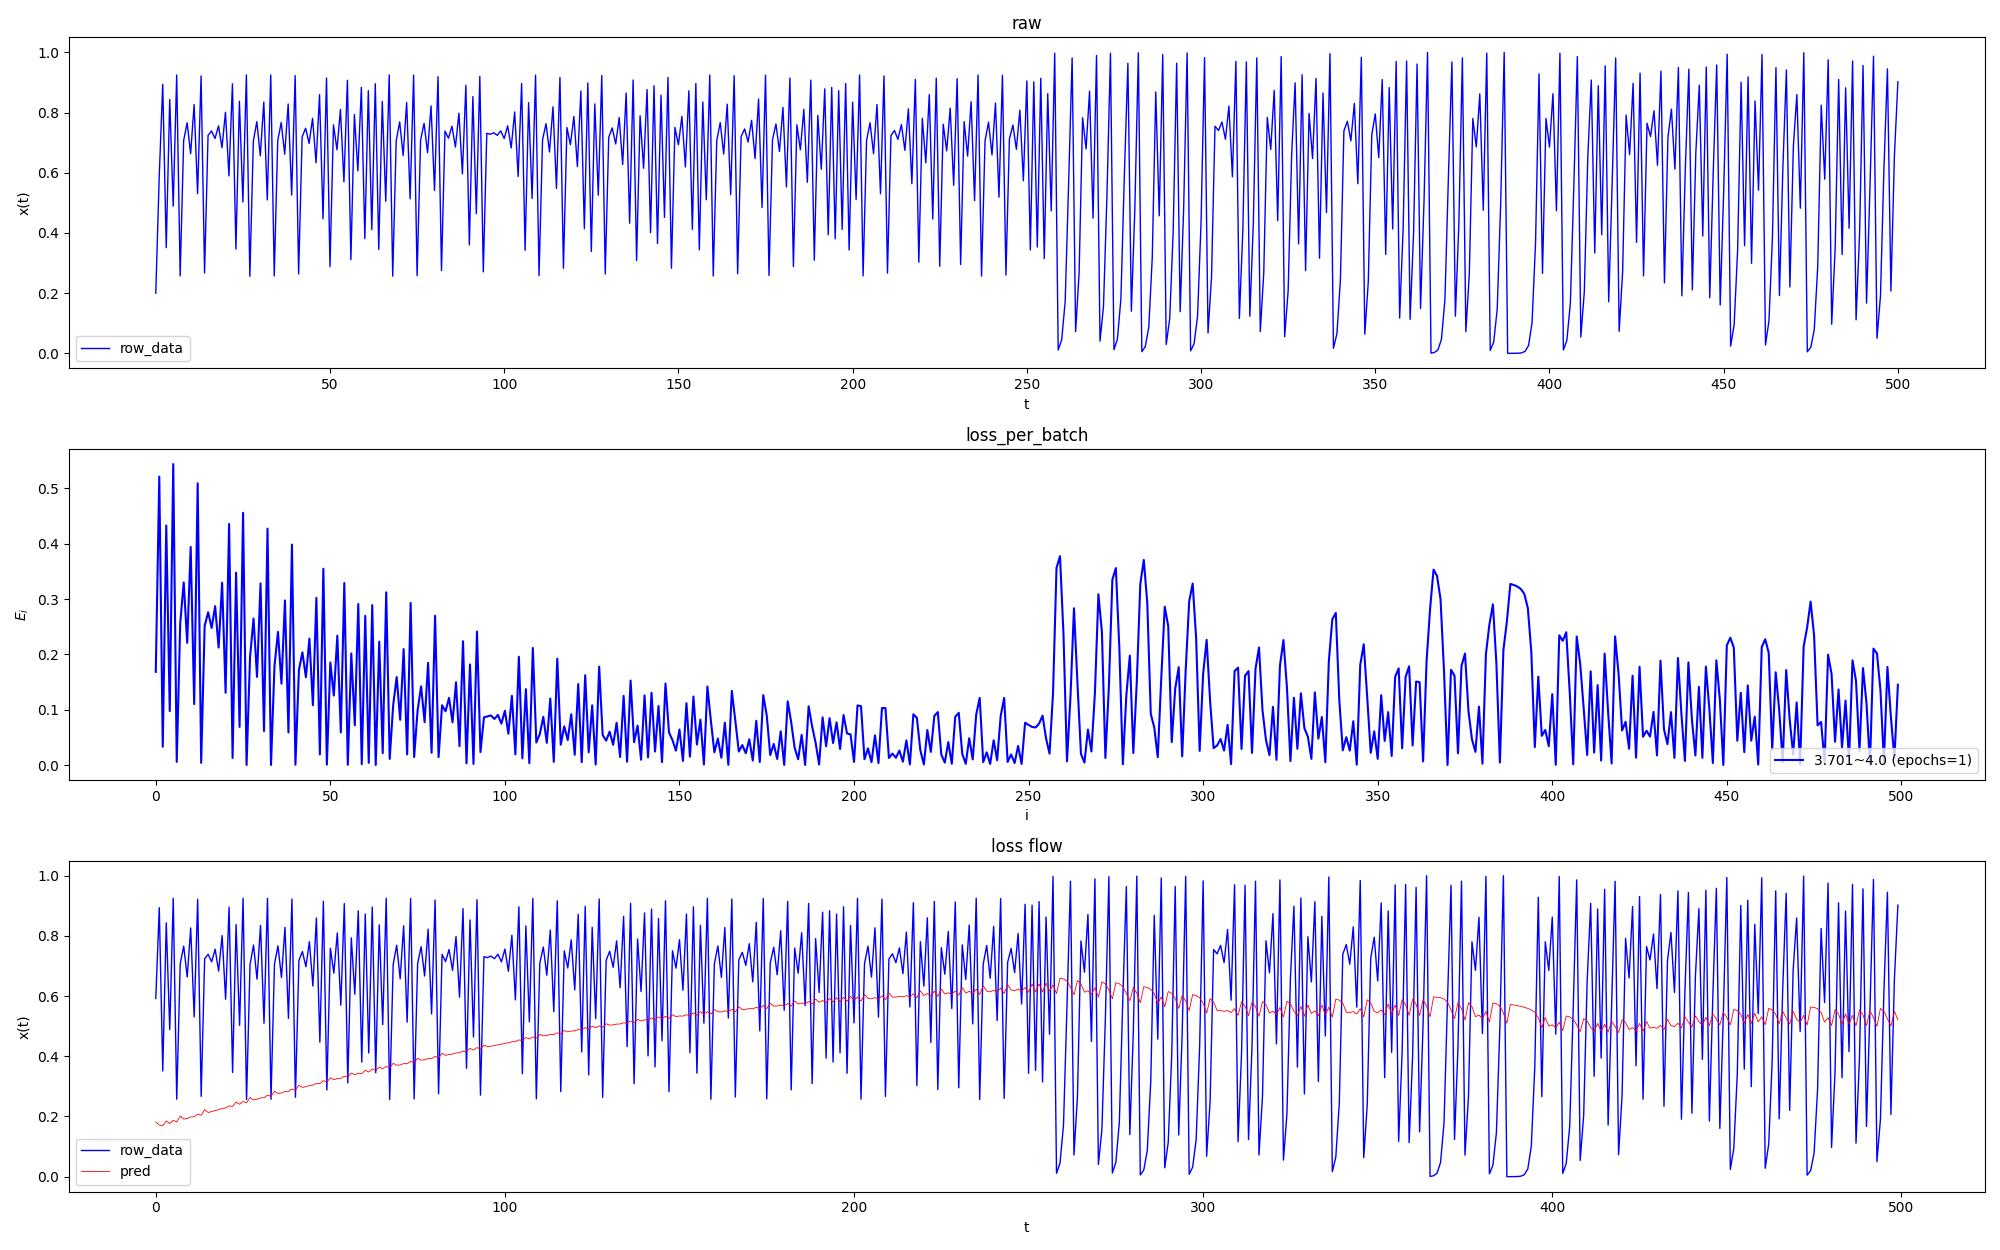 raw
1.0
0.8
0.6
0.4
0.2
0.0
x(t)
row_data
50 100 150 200 250 300 350 400 450 500
t
loss_per_batch
0.5
0.4
0.3
0.2
0.1
0.0
E_i
3.701~4.0 (epochs=1)
0 50 100 150 200 250 300 350 400 450 500
i
loss flow
1.0
0.8
0.6
0.4
0.2
0.0
x(t)
row_data
pred
0 100 200 300 400 500
t